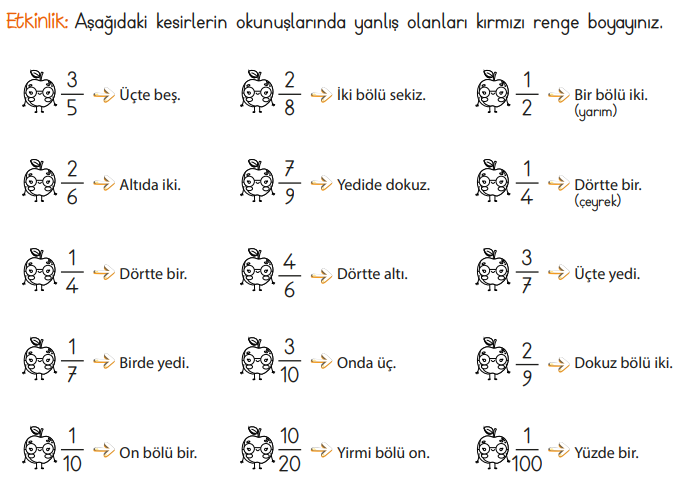 Etkinlik: Aşağıdaki kesirlerin okunuşlarında yanlış olanları kırmızı renge boyayınız.
3/5 Üçte beş.
2/8 İki bölü sekiz.
1/2 Bir bölü iki.
(yarım)
2/6 Altıda iki.
7/9 Yedide dokuz.
1/4 Dörtte bir.
(çeyrek)
1/4 Dörtte bir.
4/6 Dörtte altı.
3/7 Üçte yedi.
1/7 Birde yedi.
3/10 Onda üç.
2/9 Dokuz bölü iki.
1/10 On bölü bir.
10/20 Yirmi bölü on.
1/100 Yüzde bir.